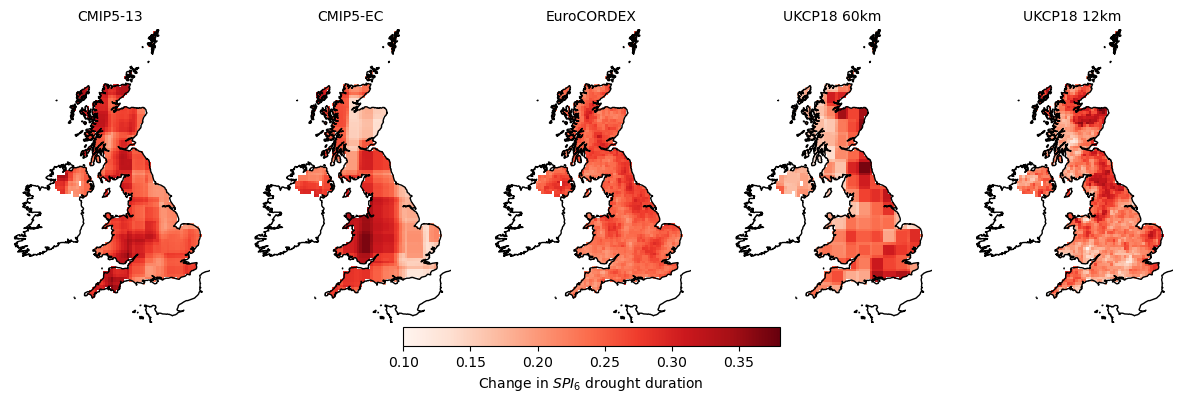 CMIP5-13 CMIP5-EC EuroCORDEX UKCP18 60km UKCP18 12km
0.10 0.15 0.20 0.25 0.30 0.35
Change in SPI₆ drought duration